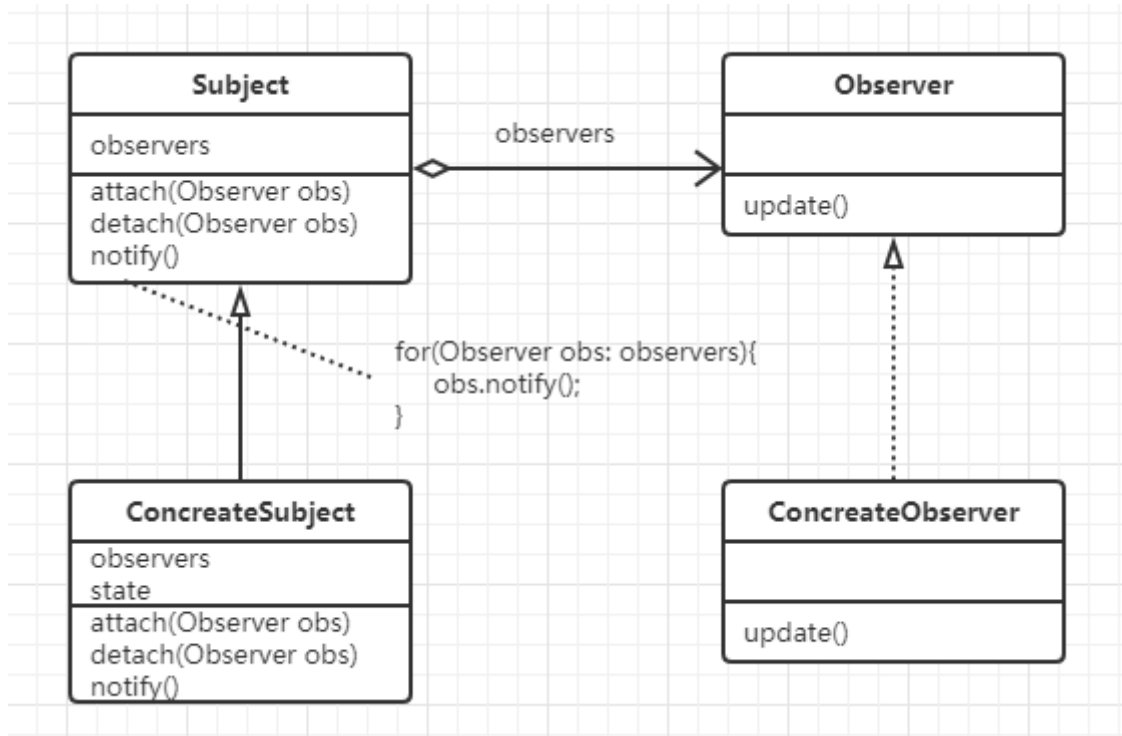 Subject
observers
attach(Observer obs)
detach(Observer obs)
notify()
observers
Observer
update()
for(Observer obs: observers){
obs.notify();
}
ConcreateSubject
observers
state
attach(Observer obs)
detach(Observer obs)
notify()
ConcreateObserver
update()